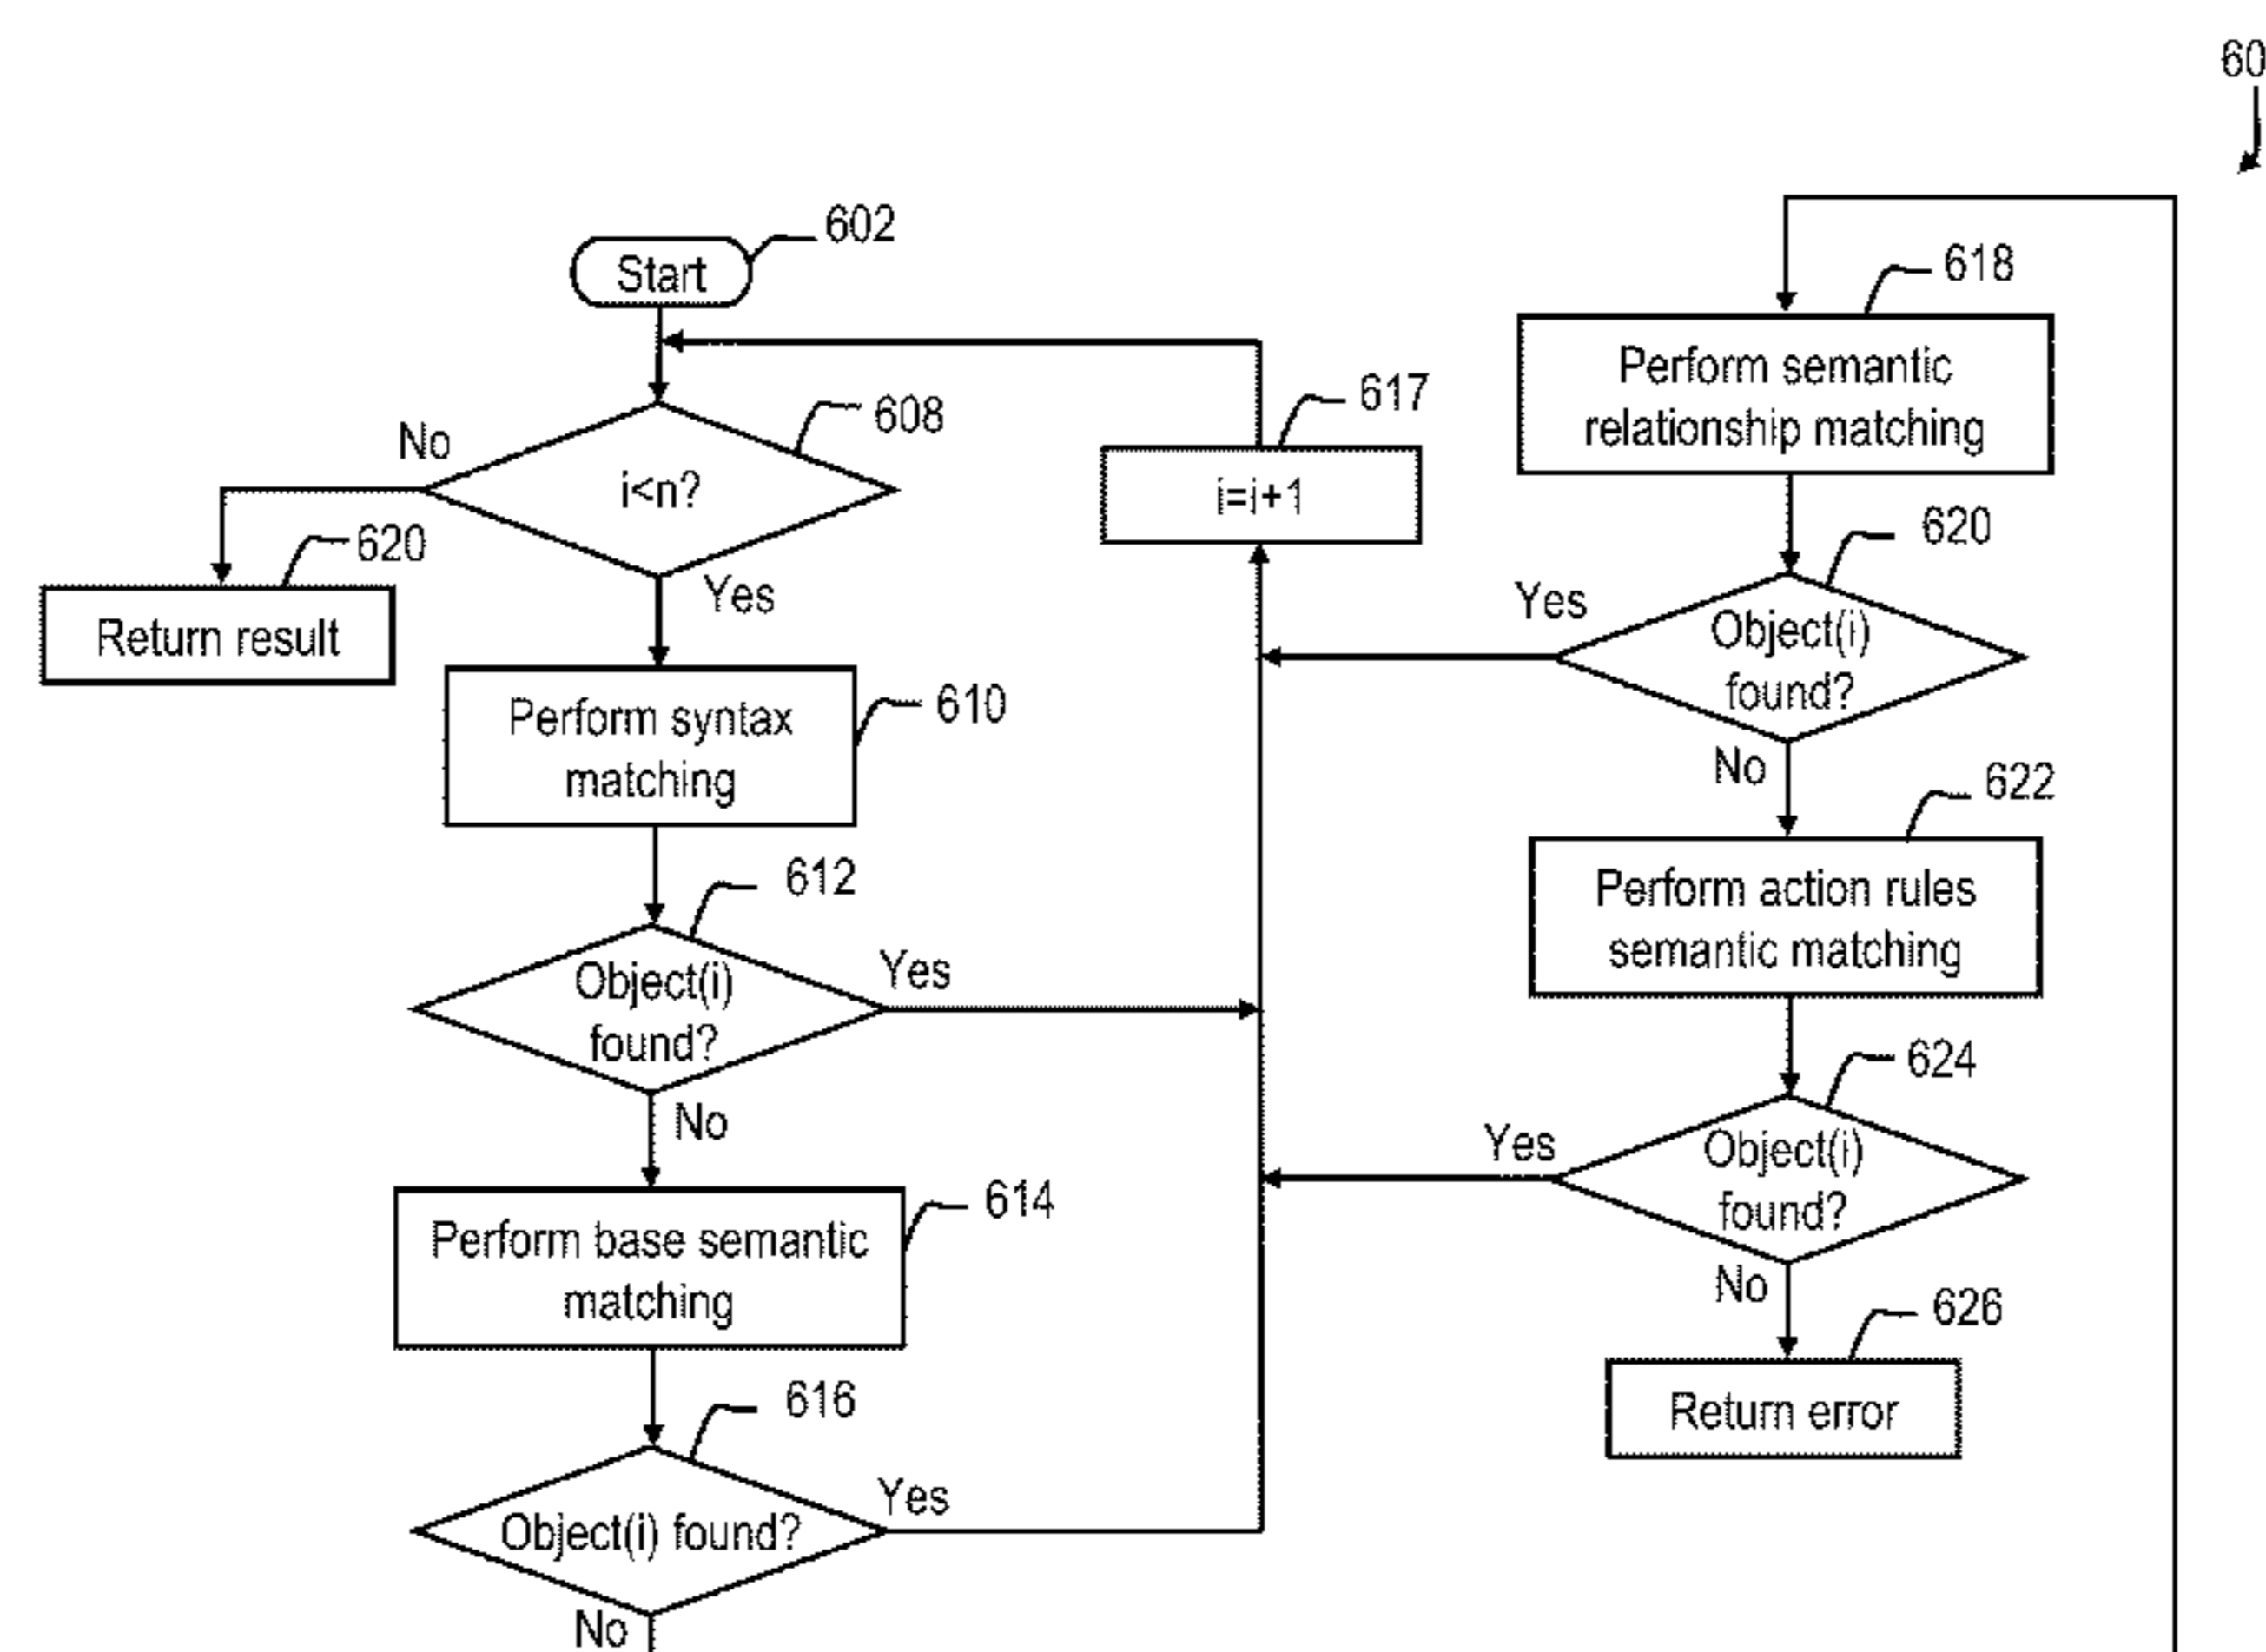 60
602
Start
608
No
i<n?
Yes
620
Return result
610
Perform syntax
matching
612
Object(i)
found?
Yes
No
614
Perform base semantic
matching
616
Object(i) found?
Yes
No
617
i=i+1
618
Perform semantic
relationship matching
620
Yes
Object(i)
found?
No
622
Perform action rules
semantic matching
624
Yes
Object(i)
found?
No
626
Return error